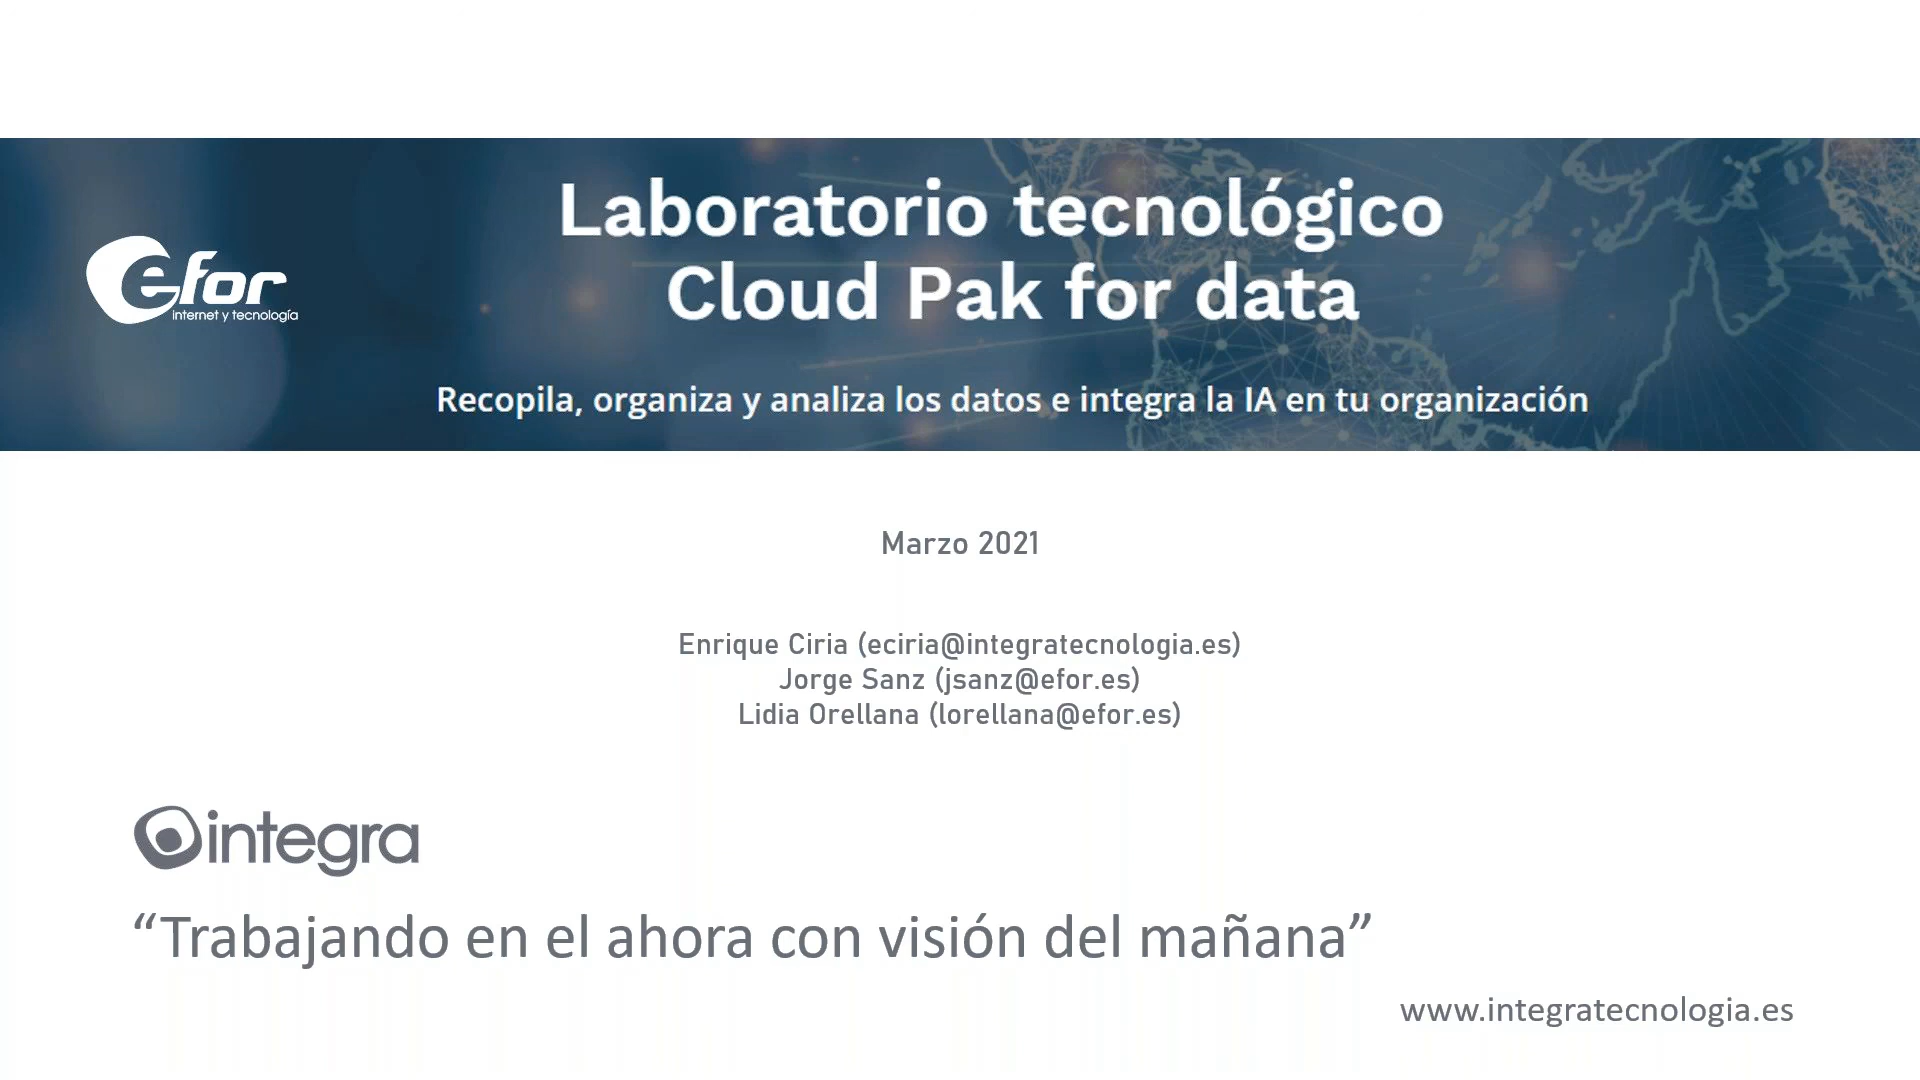 Laboratorio tecnológico
Cloud Pak for data
efor
internet y tecnología
Recopila, organiza y analiza los datos e integra la IA en tu organización
Marzo 2021
Enrique Ciria (eciria@integratecnologia.es)
Jorge Sanz (jsanz@efor.es)
Lidia Orellana (lorellana@efor.es)
integra
“Trabajando en el ahora con visión del mañana”
www.integratecnologia.es